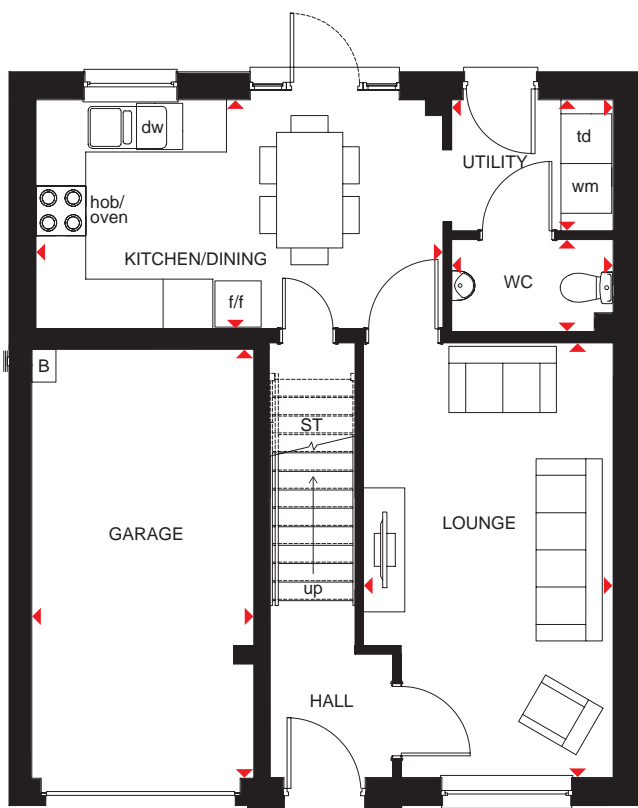 dw
td
UTILITY
wm
hob/
oven
KITCHEN/DINING
WC
f/f
B
ST
GARAGE
LOUNGE
up
HALL